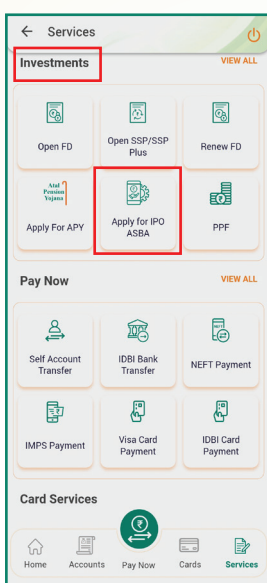 Services
Investments VIEW ALL
Open FD
Open SSP/SSP
Plus
Renew FD
Atal
Pension
Yojana
Apply For APY
Apply for IPO
ASBA
PPF
Pay Now VIEW ALL
Self Account
Transfer
IDBI Bank
Transfer
NEFT
NEFT Payment
IMPS Payment
Visa Card
Payment
IDBI Card
Payment
Card Services
Home Accounts Pay Now Cards Services